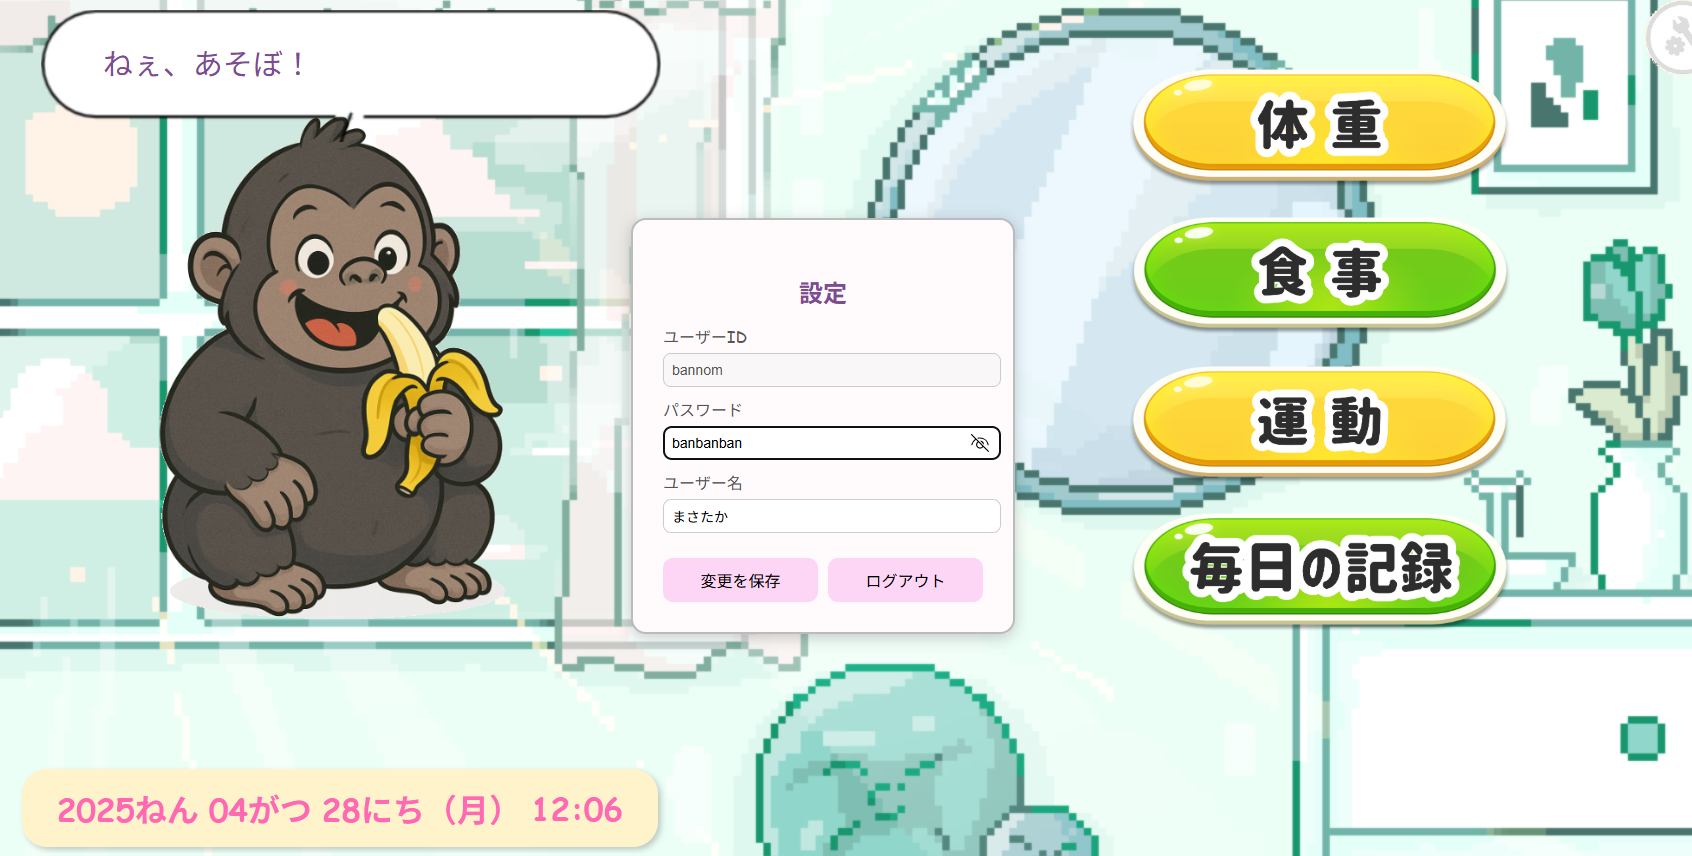 ねぇ、あそぼ！
体重
食事
運動
毎日の記録
設定
ユーザーID
bannom
パスワード
banbanban
ユーザー名
まさたか
変更を保存
ログアウト
2025ねん 04がつ 28にち（月） 12:06